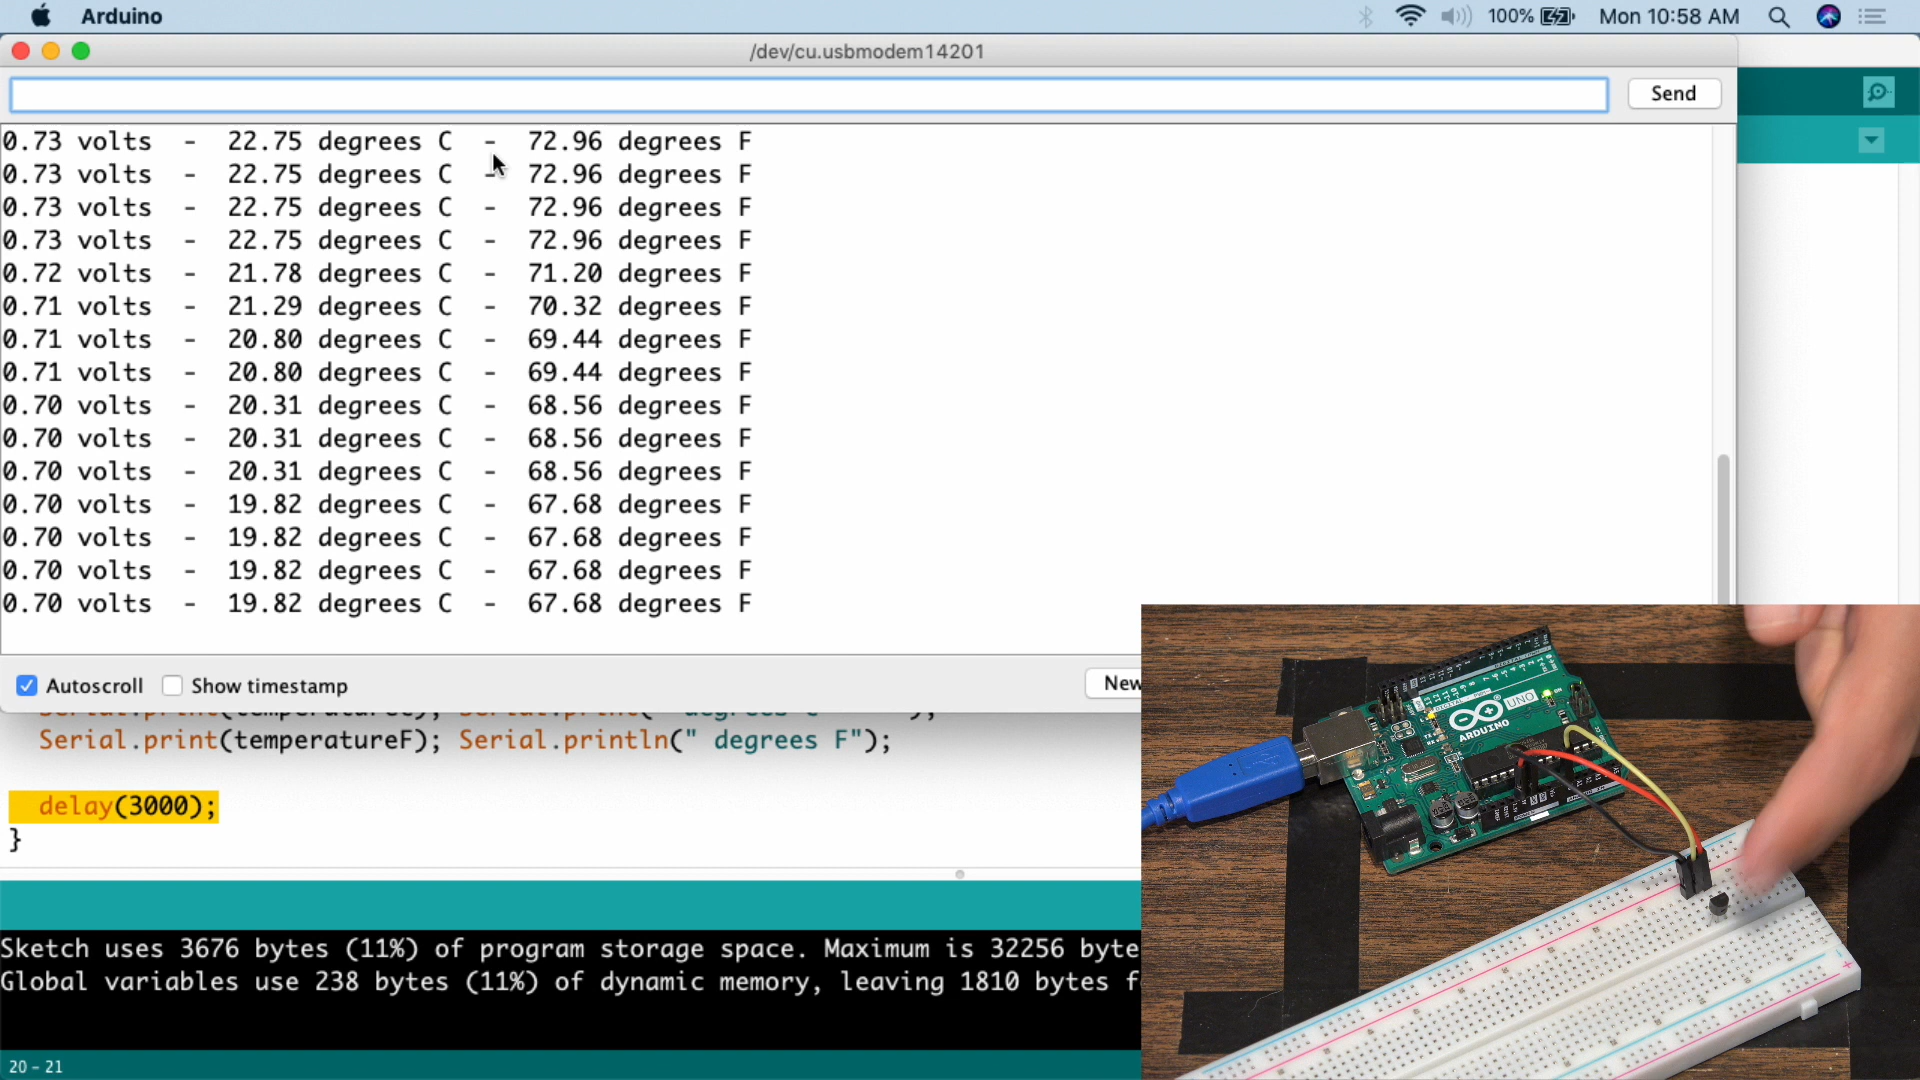 Arduino
100%
Mon 10:58 AM
/dev/cu.usbmodem14201
Send
0.73 volts - 22.75 degrees C - 72.96 degrees F
0.73 volts - 22.75 degrees C - 72.96 degrees F
0.73 volts - 22.75 degrees C - 72.96 degrees F
0.73 volts - 22.75 degrees C - 72.96 degrees F
0.72 volts - 21.78 degrees C - 71.20 degrees F
0.71 volts - 21.29 degrees C - 70.32 degrees F
0.71 volts - 20.80 degrees C - 69.44 degrees F
0.71 volts - 20.80 degrees C - 69.44 degrees F
0.70 volts - 20.31 degrees C - 68.56 degrees F
0.70 volts - 20.31 degrees C - 68.56 degrees F
0.70 volts - 20.31 degrees C - 68.56 degrees F
0.70 volts - 19.82 degrees C - 67.68 degrees F
0.70 volts - 19.82 degrees C - 67.68 degrees F
0.70 volts - 19.82 degrees C - 67.68 degrees F
0.70 volts - 19.82 degrees C - 67.68 degrees F
Autoscroll
Show timestamp
New
Serial.print(temperatureF); Serial.println(" degrees F");
delay(3000);
}
Sketch uses 3676 bytes (11%) of program storage space. Maximum is 32256 byte
Global variables use 238 bytes (11%) of dynamic memory, leaving 1810 bytes f
20 - 21
UNO
ARDUINO